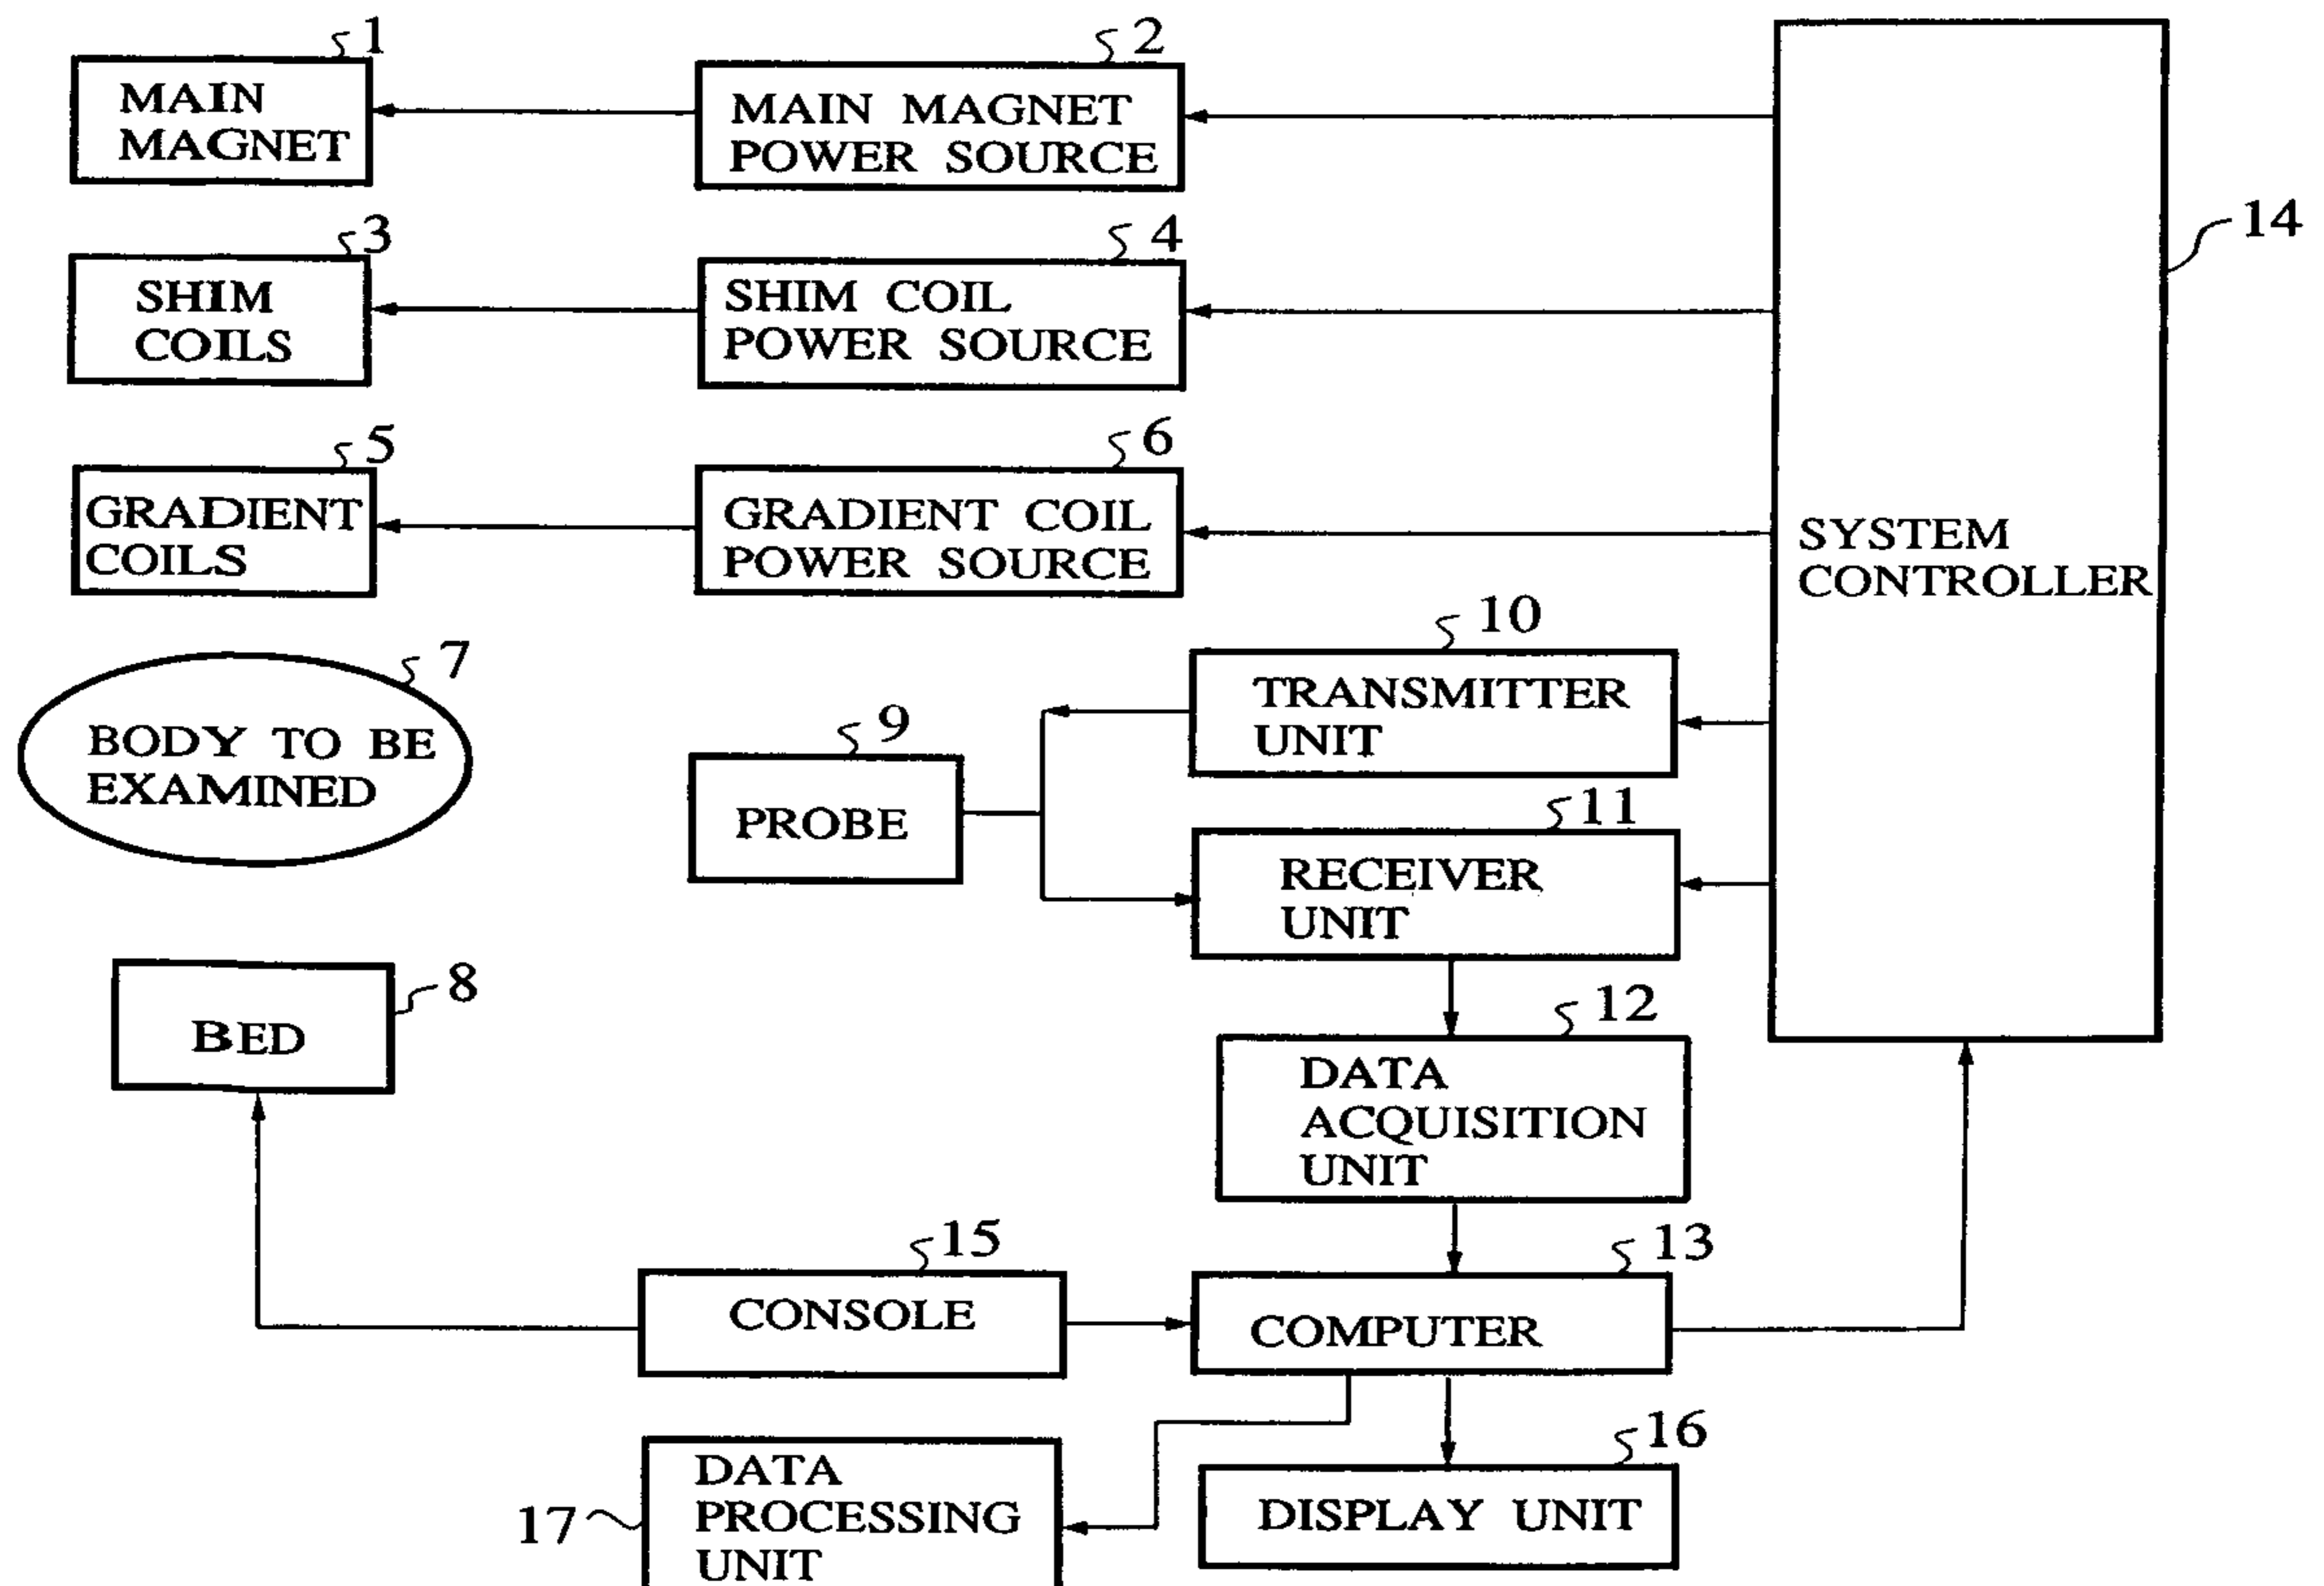 1
MAIN
MAGNET
2
MAIN MAGNET
POWER SOURCE
3
SHIM
COILS
4
SHIM COIL
POWER SOURCE
14
SYSTEM
CONTROLLER
5
GRADIENT
COILS
6
GRADIENT COIL
POWER SOURCE
7
BODY TO BE
EXAMINED
9
PROBE
10
TRANSMITTER
UNIT
11
RECEIVER
UNIT
8
BED
12
DATA
ACQUISITION
UNIT
15
CONSOLE
13
COMPUTER
17
DATA
PROCESSING
UNIT
16
DISPLAY UNIT